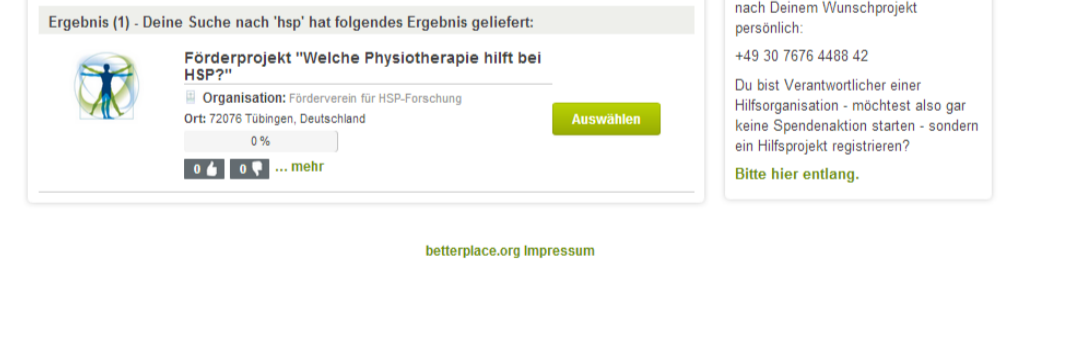 Ergebnis (1) - Deine Suche nach 'hsp' hat folgendes Ergebnis geliefert:
Förderprojekt "Welche Physiotherapie hilft bei
HSP?"
Organisation: Förderverein für HSP-Forschung
Ort: 72076 Tübingen, Deutschland
0 %
0 0 ... mehr
Auswählen
nach Deinem Wunschprojekt
persönlich:
+49 30 7676 4488 42
Du bist Verantwortlicher einer
Hilfsorganisation - möchtest also gar
keine Spendenaktion starten - sondern
ein Hilfsprojekt registrieren?
Bitte hier entlang.
betterplace.org Impressum